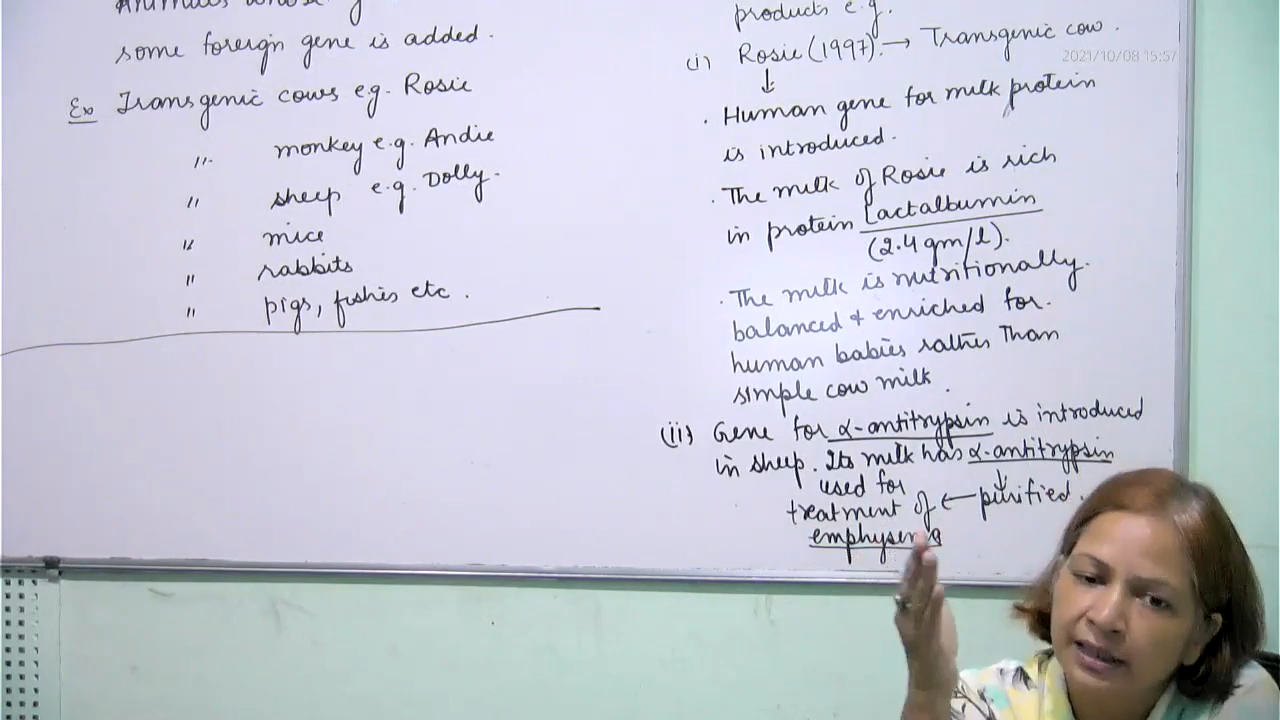 Animals whose g
some foreign gene is added.
Ex Transgenic cows e.g. Rosie
" monkey e.g. Andie
" sheep e.g. Dolly.
" mice
" rabbits
" pigs, fishes etc.
products e.g.
(i) Rosie (1997). → Transgenic cow.
2021/10/08 15:57
↓
. Human gene for milk protein
is introduced.
. The milk of Rosie is rich
in protein Lactalbumin
(2.4 gm/l).
. The milk is nutritionally.
balanced & enriched for.
human babies rather Than
simple cow milk.
(ii) Gene for α-antitrypsin is introduced
in sheep. Its milk has α-antitrypsin
↓
used for
treatment of ← purified.
emphysema